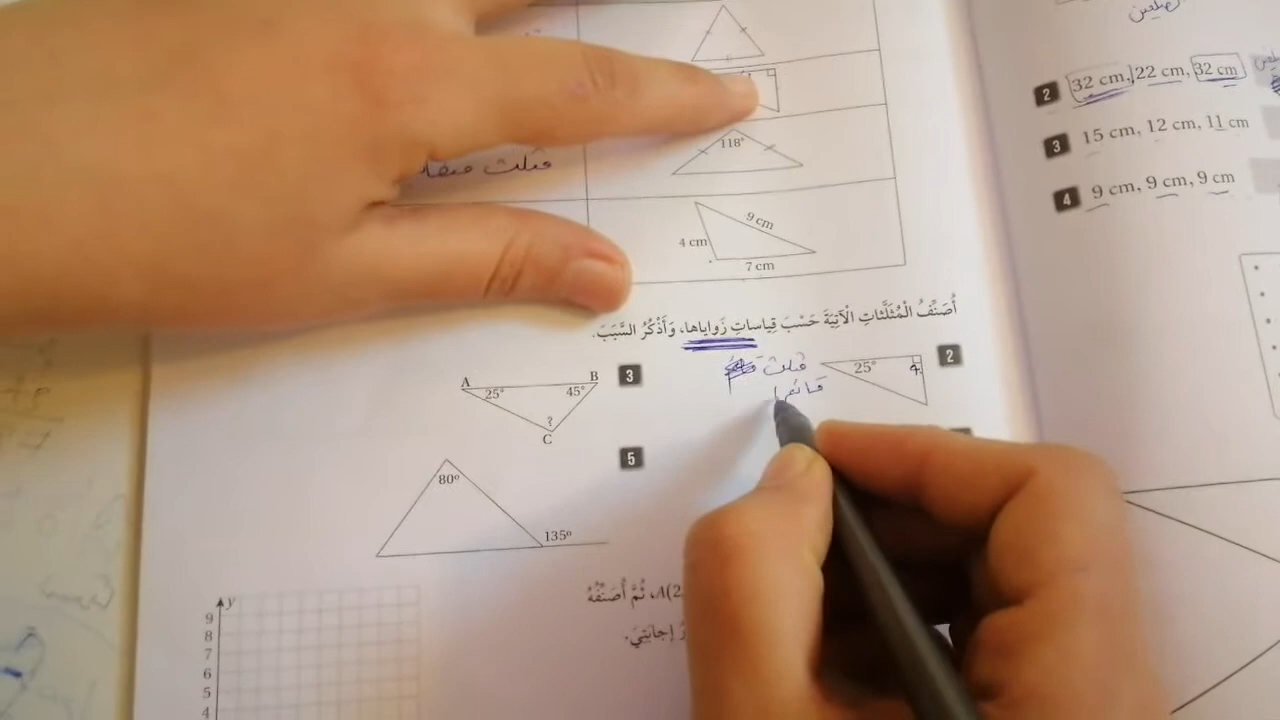 118°
مثلث
9 cm
4 cm
7 cm
أُصَنِّفُ الْمُثَلَّثاتِ الْآتِيَةَ حَسْبَ قِياساتِ زَواياها، وَأَذْكُرُ السَّبَبَ.
2
25°
مثلث
قائم
3
A
B
25°
45°
?
C
5
80°
135°
A(2
، ثُمَّ أُصَنِّفُهُ
إجابَتِيَ.
y
9
8
7
6
5
4
2 32 cm, 22 cm, 32 cm
3 15 cm, 12 cm, 11 cm
4 9 cm, 9 cm, 9 cm